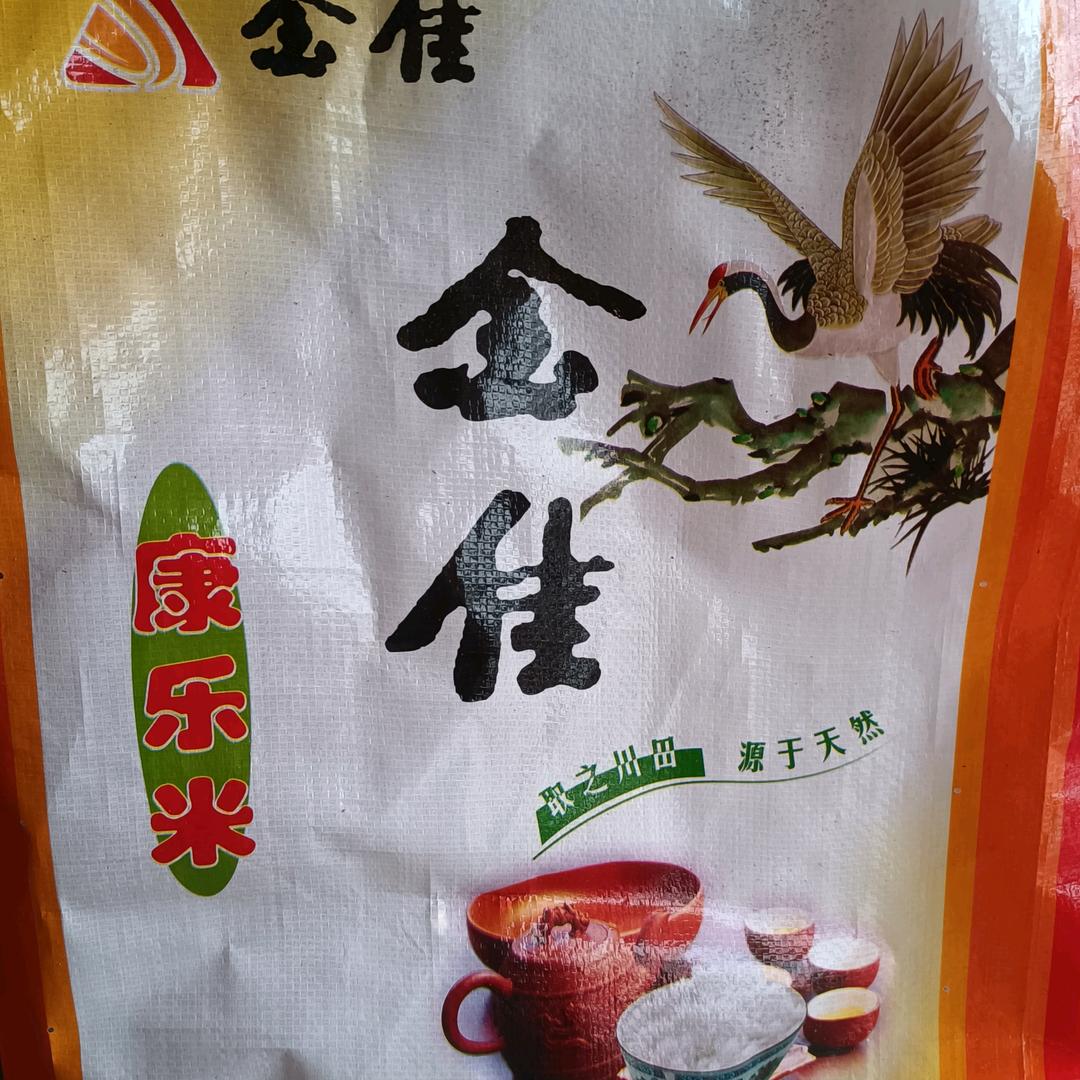 金佳
金佳
康乐米
取之川田 源于天然